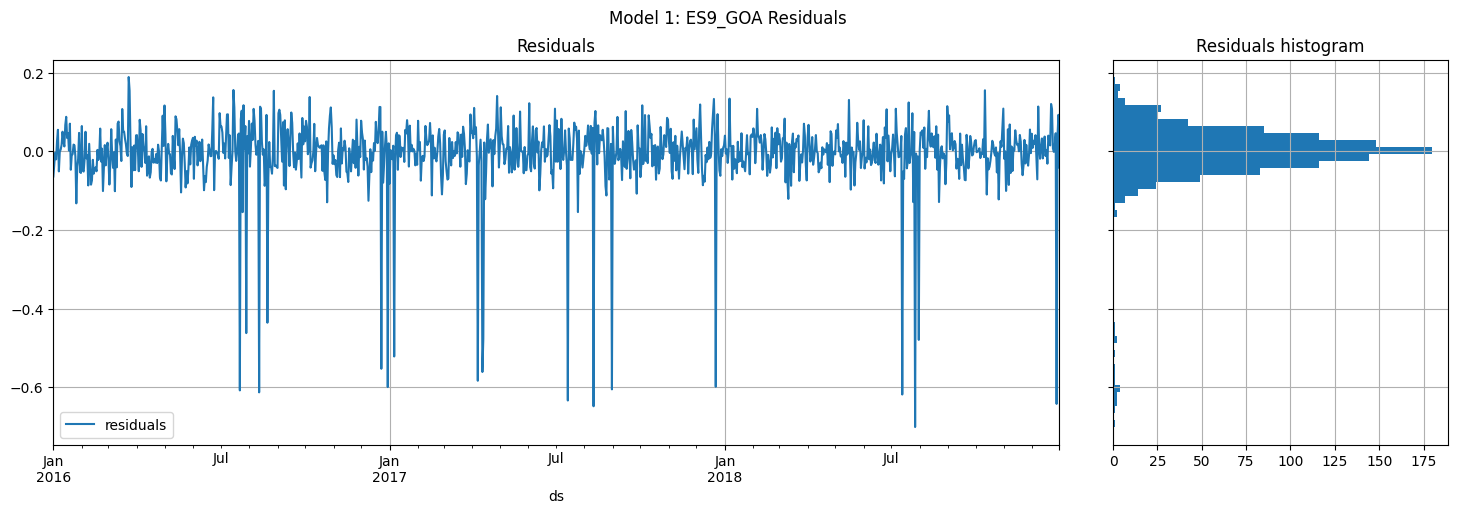 Model 1: ES9_GOA Residuals
Residuals
0.2
0.0
−0.2
−0.4
−0.6
residuals
Jan
2016
Jul
Jan
2017
Jul
Jan
2018
Jul
ds
Residuals histogram
0 25 50 75 100 125 150 175